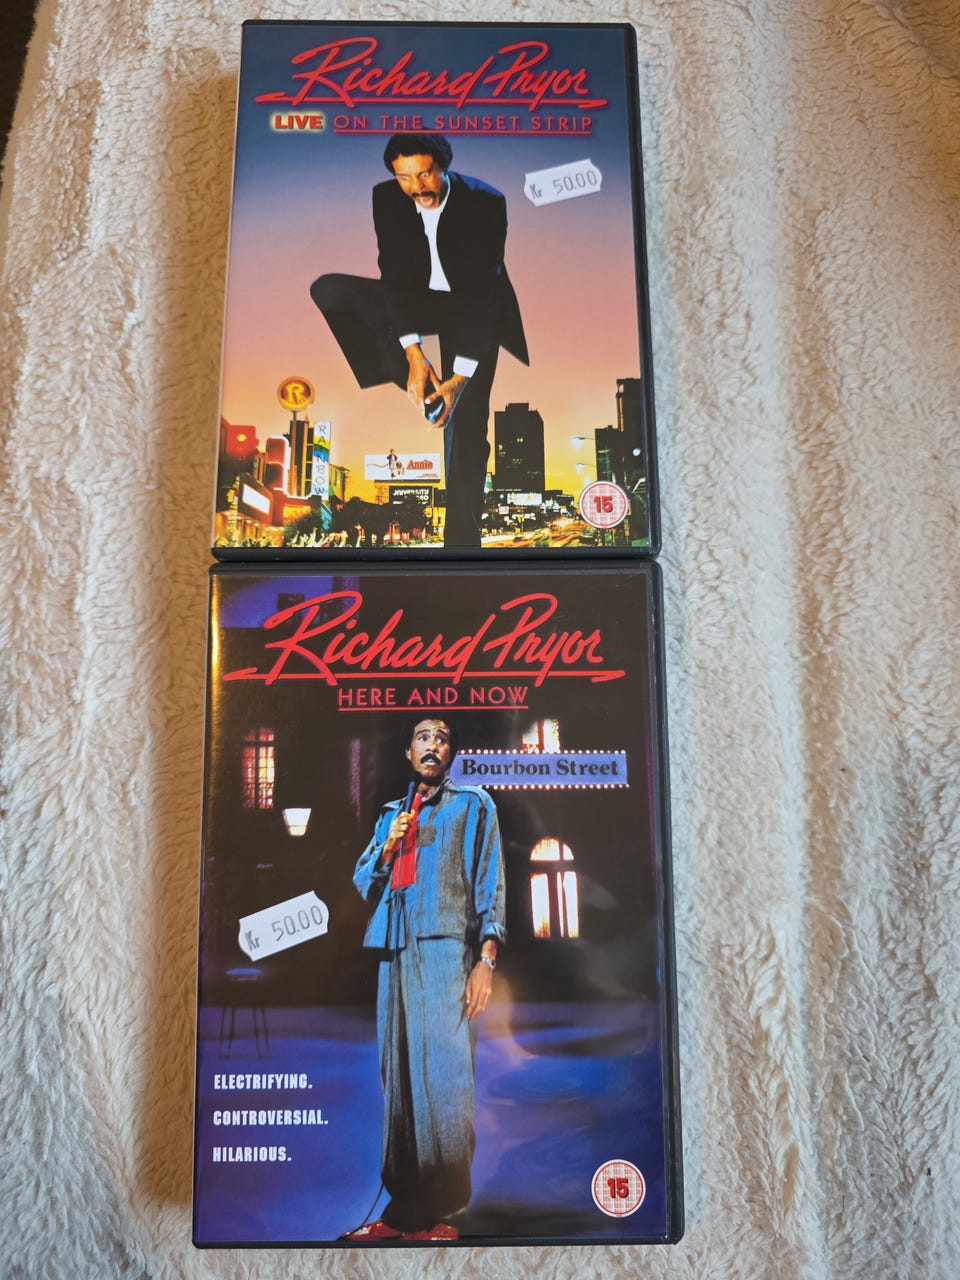 Richard Pryor
LIVE ON THE SUNSET STRIP
Kr 50.00
R
RAINBOW
Annie
UNIVERSITY
15
Richard Pryor
HERE AND NOW
Bourbon Street
Kr 50.00
ELECTRIFYING.
CONTROVERSIAL.
HILARIOUS.
15